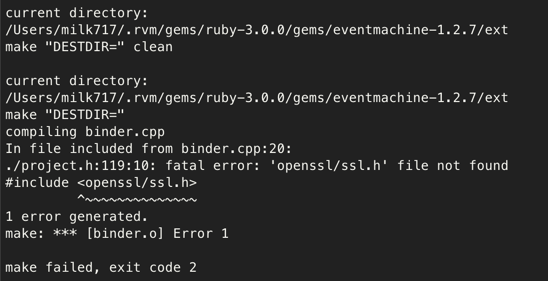 current directory:
/Users/milk717/.rvm/gems/ruby-3.0.0/gems/eventmachine-1.2.7/ext
make "DESTDIR=" clean

current directory:
/Users/milk717/.rvm/gems/ruby-3.0.0/gems/eventmachine-1.2.7/ext
make "DESTDIR="
compiling binder.cpp
In file included from binder.cpp:20:
./project.h:119:10: fatal error: 'openssl/ssl.h' file not found
#include <openssl/ssl.h>
         ^~~~~~~~~~~~~~~
1 error generated.
make: *** [binder.o] Error 1

make failed, exit code 2